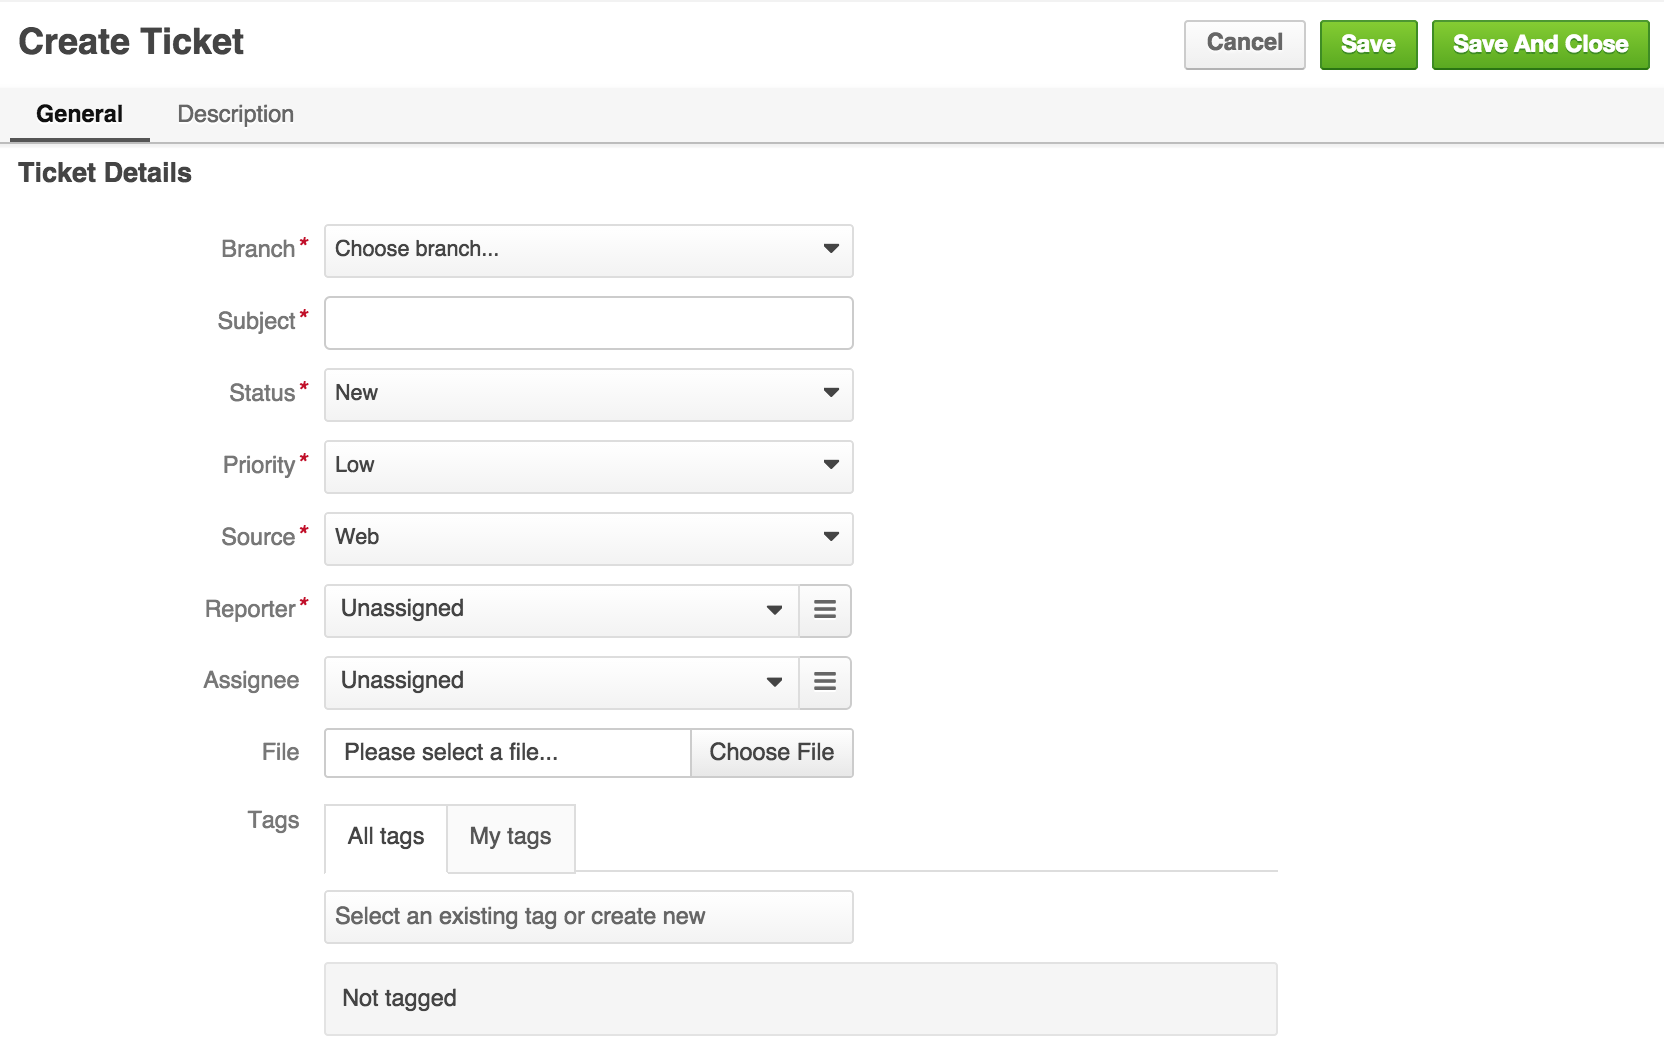 Create Ticket
Cancel
Save
Save And Close
General
Description
Ticket Details
Branch* Choose branch...
Subject*
Status* New
Priority* Low
Source* Web
Reporter* Unassigned
Assignee Unassigned
File Please select a file... Choose File
Tags All tags My tags
Select an existing tag or create new
Not tagged